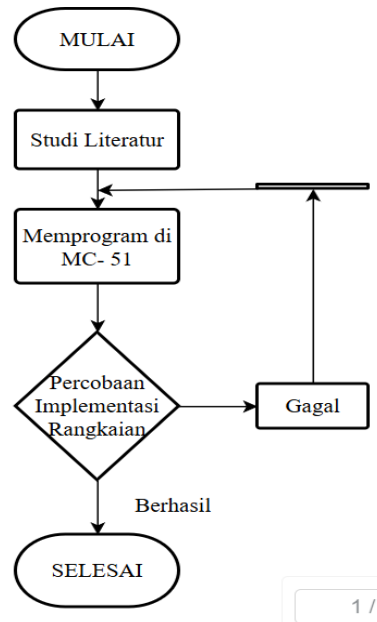 MULAI
Studi Literatur
Memprogram di
MC- 51
Percobaan
Implementasi
Rangkaian
Gagal
Berhasil
SELESAI
1 /